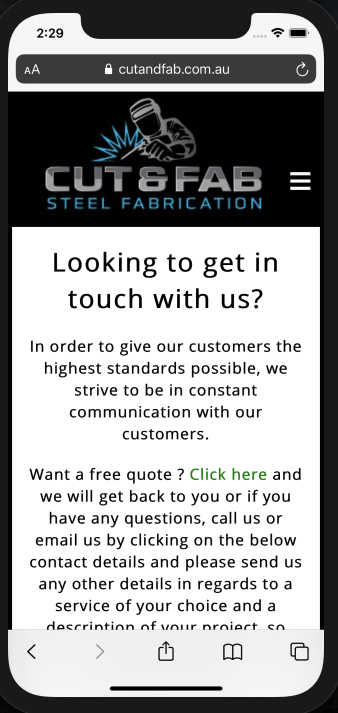 2:29
AA cutandfab.com.au
CUT & FAB
STEEL FABRICATION
Looking to get in
touch with us?
In order to give our customers the
highest standards possible, we
strive to be in constant
communication with our
customers.
Want a free quote ? Click here and
we will get back to you or if you
have any questions, call us or
email us by clicking on the below
contact details and please send us
any other details in regards to a
service of your choice and a
description of your project, so